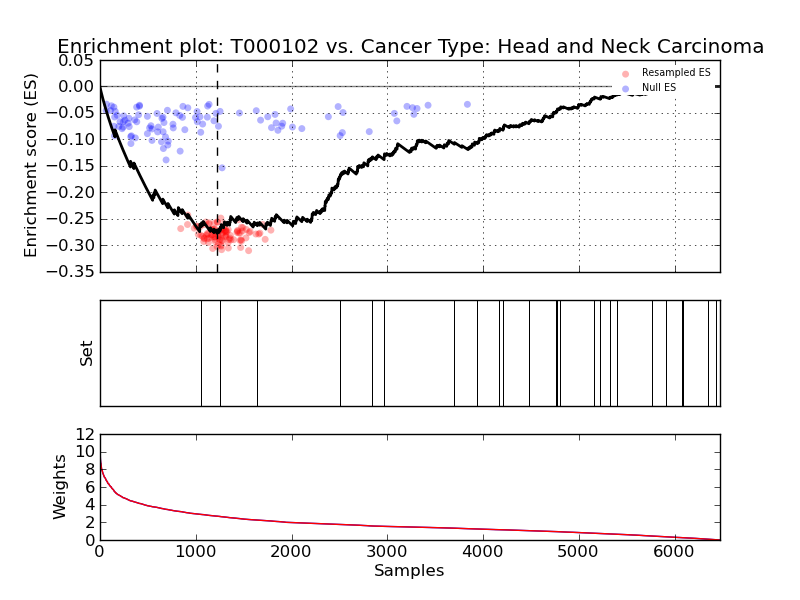 Enrichment plot: T000102 vs. Cancer Type: Head and Neck Carcinoma
Enrichment score (ES)
0.05
0.00
−0.05
−0.10
−0.15
−0.20
−0.25
−0.30
−0.35
Resampled ES
Null ES
Set
Weights
12
10
8
6
4
2
0
0 1000 2000 3000 4000 5000 6000
Samples